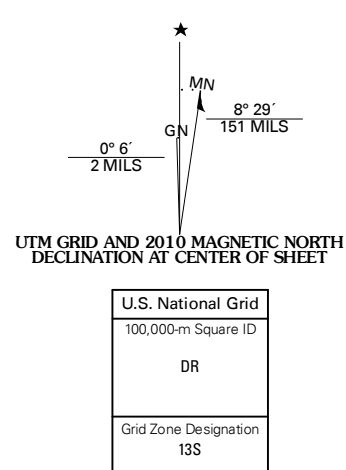 ★
MN
GN
8° 29´
151 MILS
0° 6´
2 MILS
UTM GRID AND 2010 MAGNETIC NORTH
DECLINATION AT CENTER OF SHEET
U.S. National Grid
100,000-m Square ID
DR
Grid Zone Designation
13S